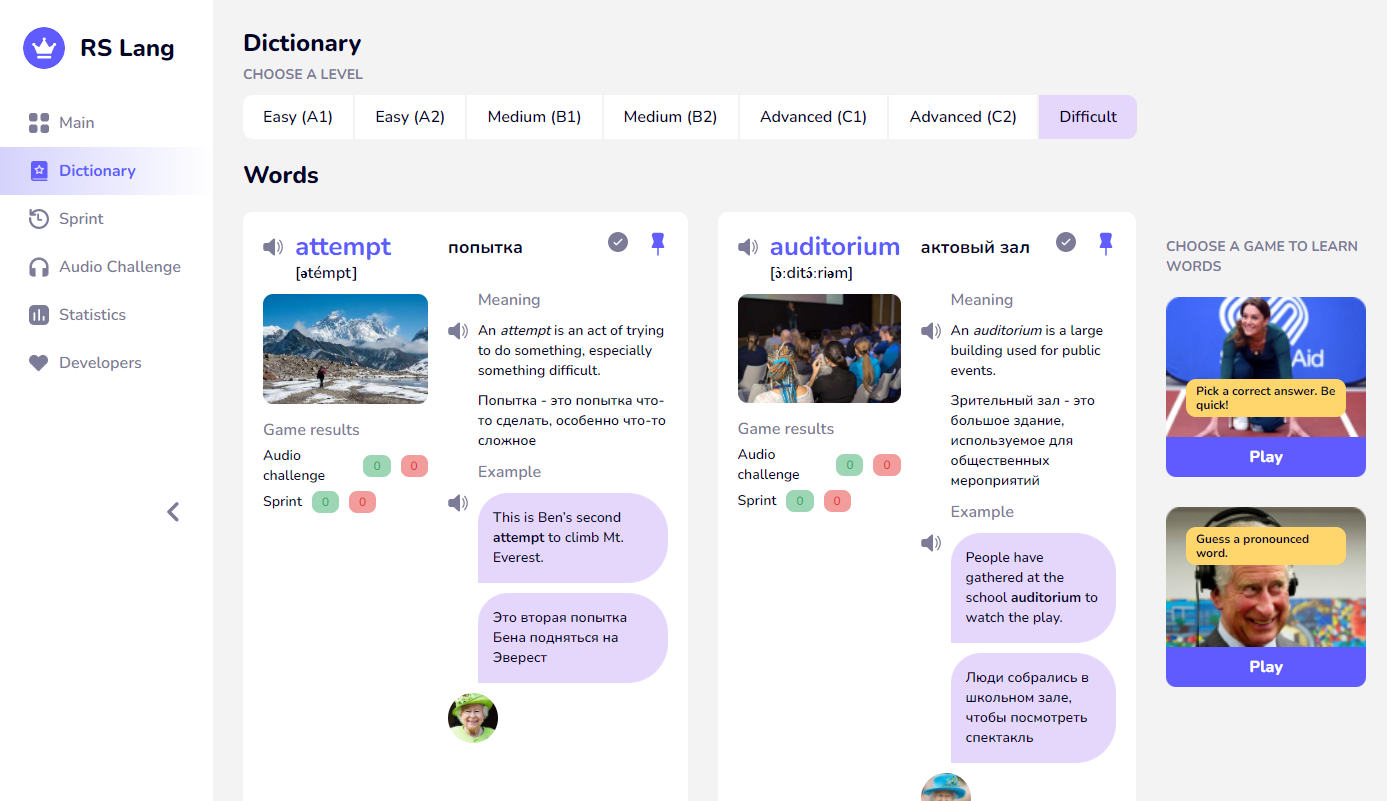 RS Lang
Main
Dictionary
Sprint
Audio Challenge
Statistics
Developers
Dictionary
CHOOSE A LEVEL
Easy (A1)
Easy (A2)
Medium (B1)
Medium (B2)
Advanced (C1)
Advanced (C2)
Difficult
Words
attempt
попытка
[ətémpt]
Meaning
An attempt is an act of trying
to do something, especially
something difficult.
Попытка - это попытка что-
то сделать, особенно что-то
сложное
Game results
Audio
challenge
0
0
Sprint
0
0
Example
This is Ben's second
attempt to climb Mt.
Everest.
Это вторая попытка
Бена подняться на
Эверест
auditorium
актовый зал
[ɔ̀ːditɔ́ːriəm]
Meaning
An auditorium is a large
building used for public
events.
Зрительный зал - это
большое здание,
используемое для
общественных
мероприятий
Game results
Audio
challenge
0
0
Sprint
0
0
Example
People have
gathered at the
school auditorium to
watch the play.
Люди собрались в
школьном зале,
чтобы посмотреть
спектакль
CHOOSE A GAME TO LEARN
WORDS
Aid
Pick a correct answer. Be
quick!
Play
Guess a pronounced
word.
Play